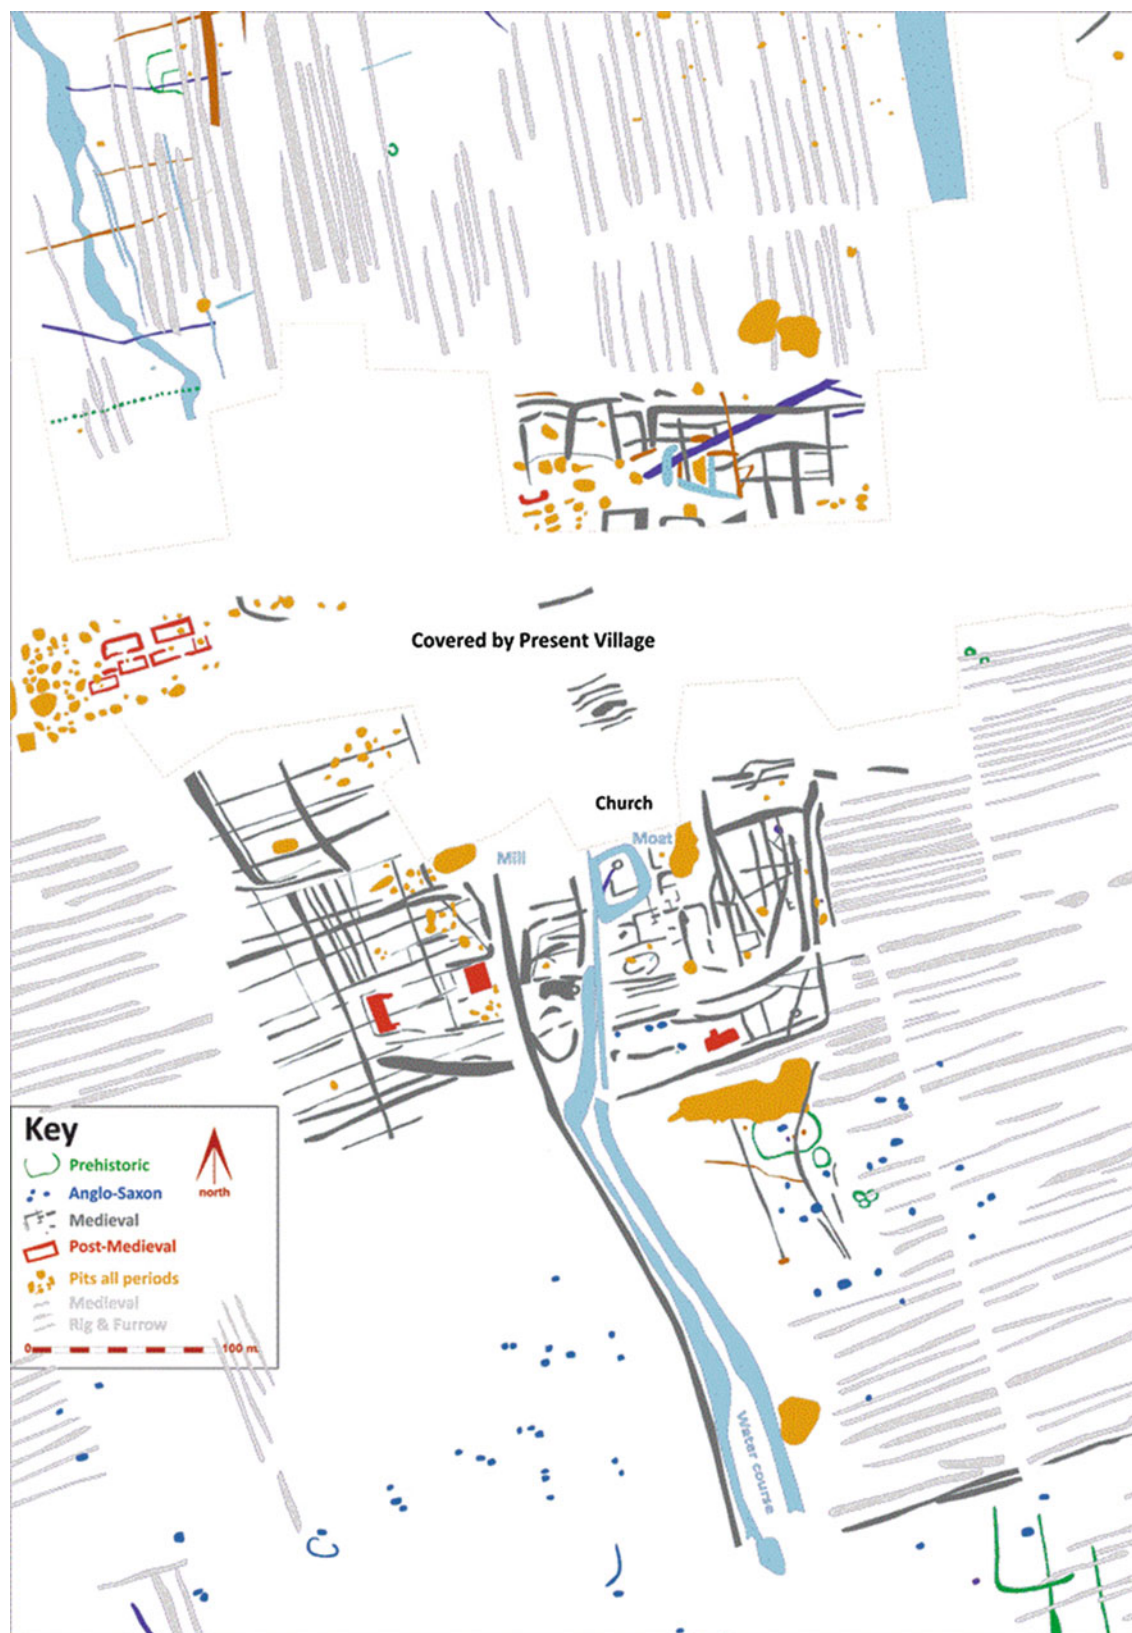 Covered by Present Village
Church
Moat
Mill
Key
Prehistoric
north
Anglo-Saxon
Medieval
Post-Medieval
Pits all periods
Medieval
Rig & Furrow
0 100 m.
Water course